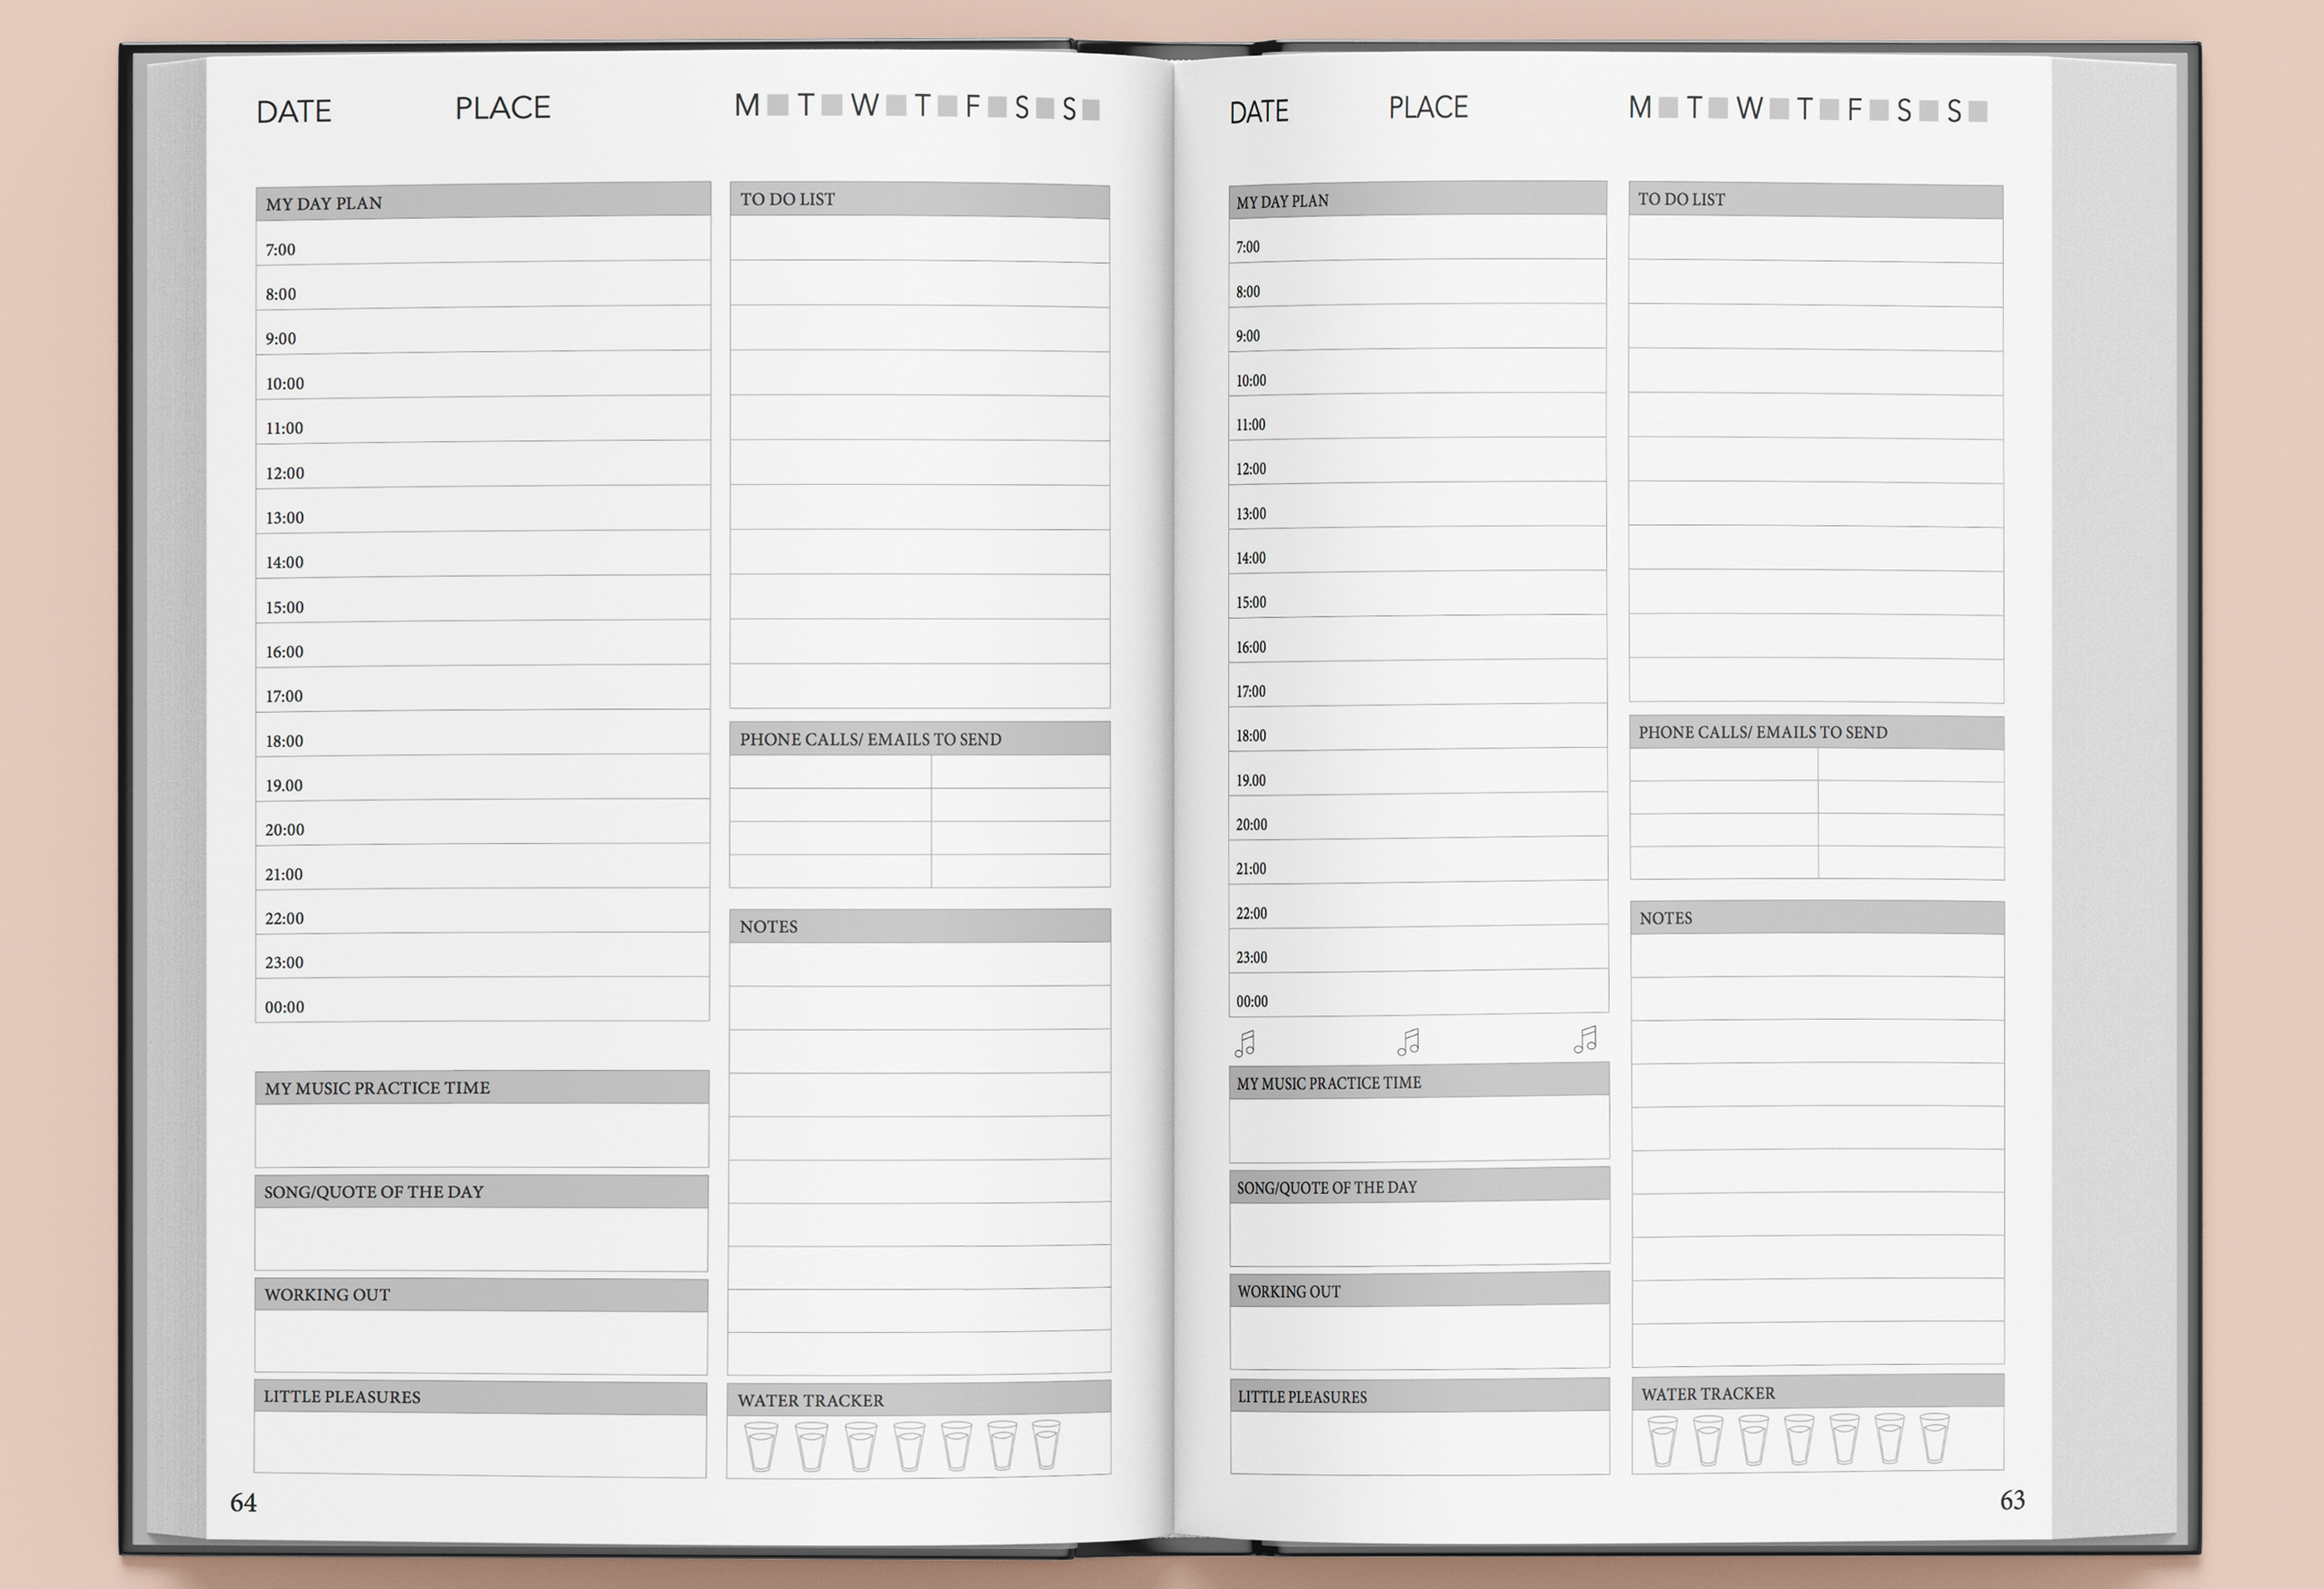 DATE PLACE M T W T F S S
MY DAY PLAN
7:00
8:00
9:00
10:00
11:00
12:00
13:00
14:00
15:00
16:00
17:00
18:00
19.00
20:00
21:00
22:00
23:00
00:00
MY MUSIC PRACTICE TIME
SONG/QUOTE OF THE DAY
WORKING OUT
LITTLE PLEASURES
TO DO LIST
PHONE CALLS/ EMAILS TO SEND
NOTES
WATER TRACKER
64
DATE PLACE M T W T F S S
MY DAY PLAN
7:00
8:00
9:00
10:00
11:00
12:00
13:00
14:00
15:00
16:00
17:00
18:00
19.00
20:00
21:00
22:00
23:00
00:00
MY MUSIC PRACTICE TIME
SONG/QUOTE OF THE DAY
WORKING OUT
LITTLE PLEASURES
TO DO LIST
PHONE CALLS/ EMAILS TO SEND
NOTES
WATER TRACKER
63